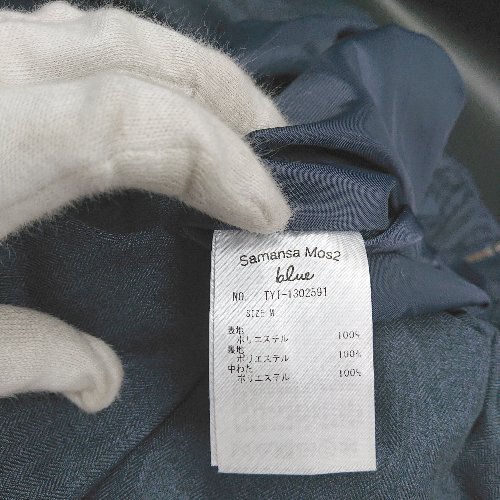 Samansa Mos2
blue
NO. TYI-1302591
SIZE M
表地
ポリエステル 100%
裏地
ポリエステル 100%
中わた
ポリエステル 100%